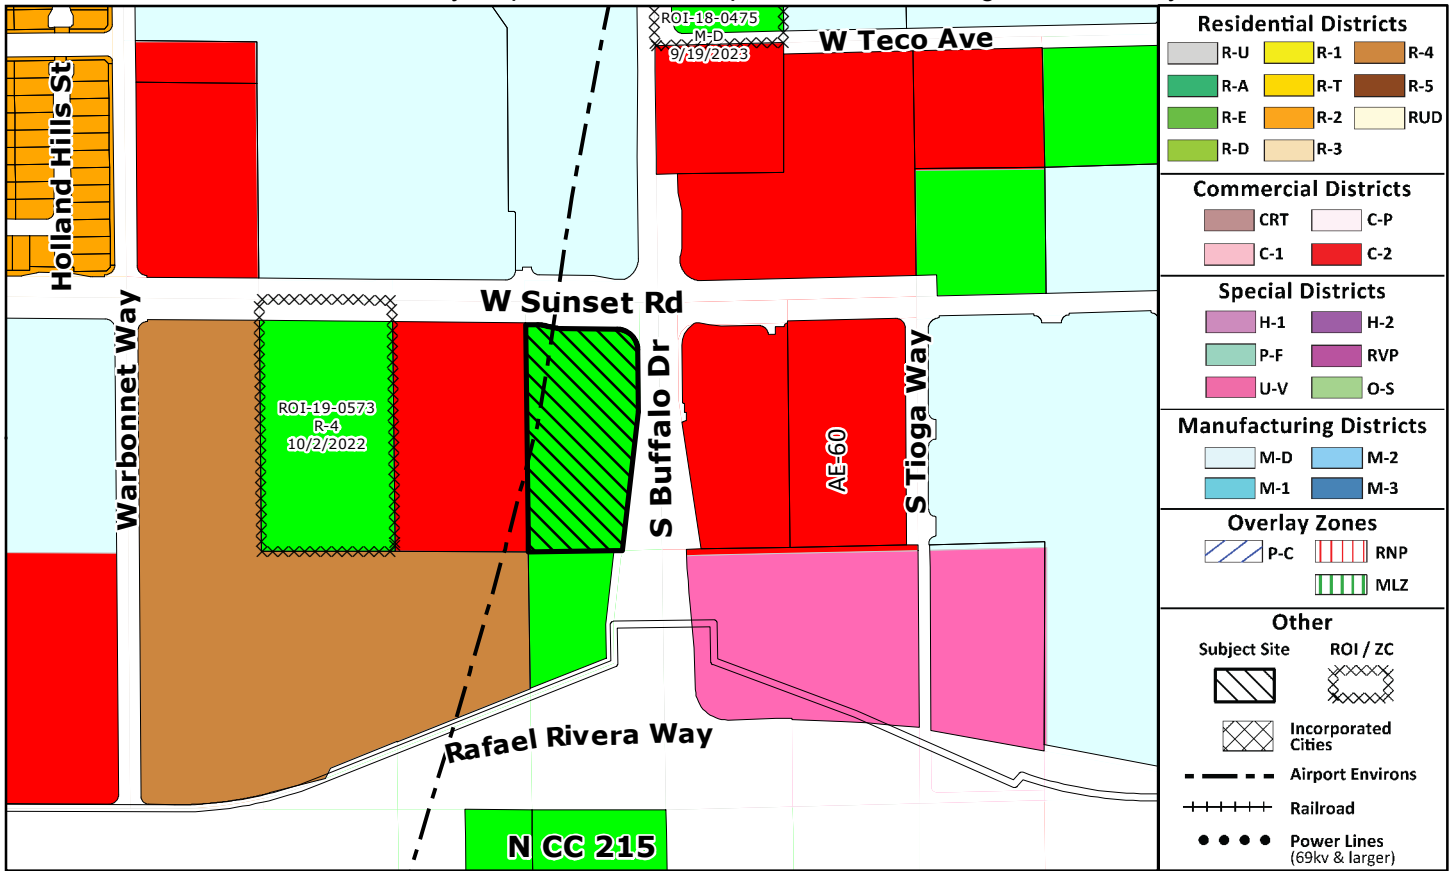 ROI-18-0475
M-D
9/19/2023
W Teco Ave
Holland Hills St
W Sunset Rd
Warbonnet Way
ROI-19-0573
R-4
10/2/2022
S Buffalo Dr
AE-60
S Tioga Way
Rafael Rivera Way
N CC 215
Residential Districts
R-U
R-1
R-4
R-A
R-T
R-5
R-E
R-2
RUD
R-D
R-3
Commercial Districts
CRT
C-P
C-1
C-2
Special Districts
H-1
H-2
P-F
RVP
U-V
O-S
Manufacturing Districts
M-D
M-2
M-1
M-3
Overlay Zones
P-C
RNP
MLZ
Other
Subject Site
ROI / ZC
Incorporated
Cities
Airport Environs
Railroad
Power Lines
(69kv & larger)